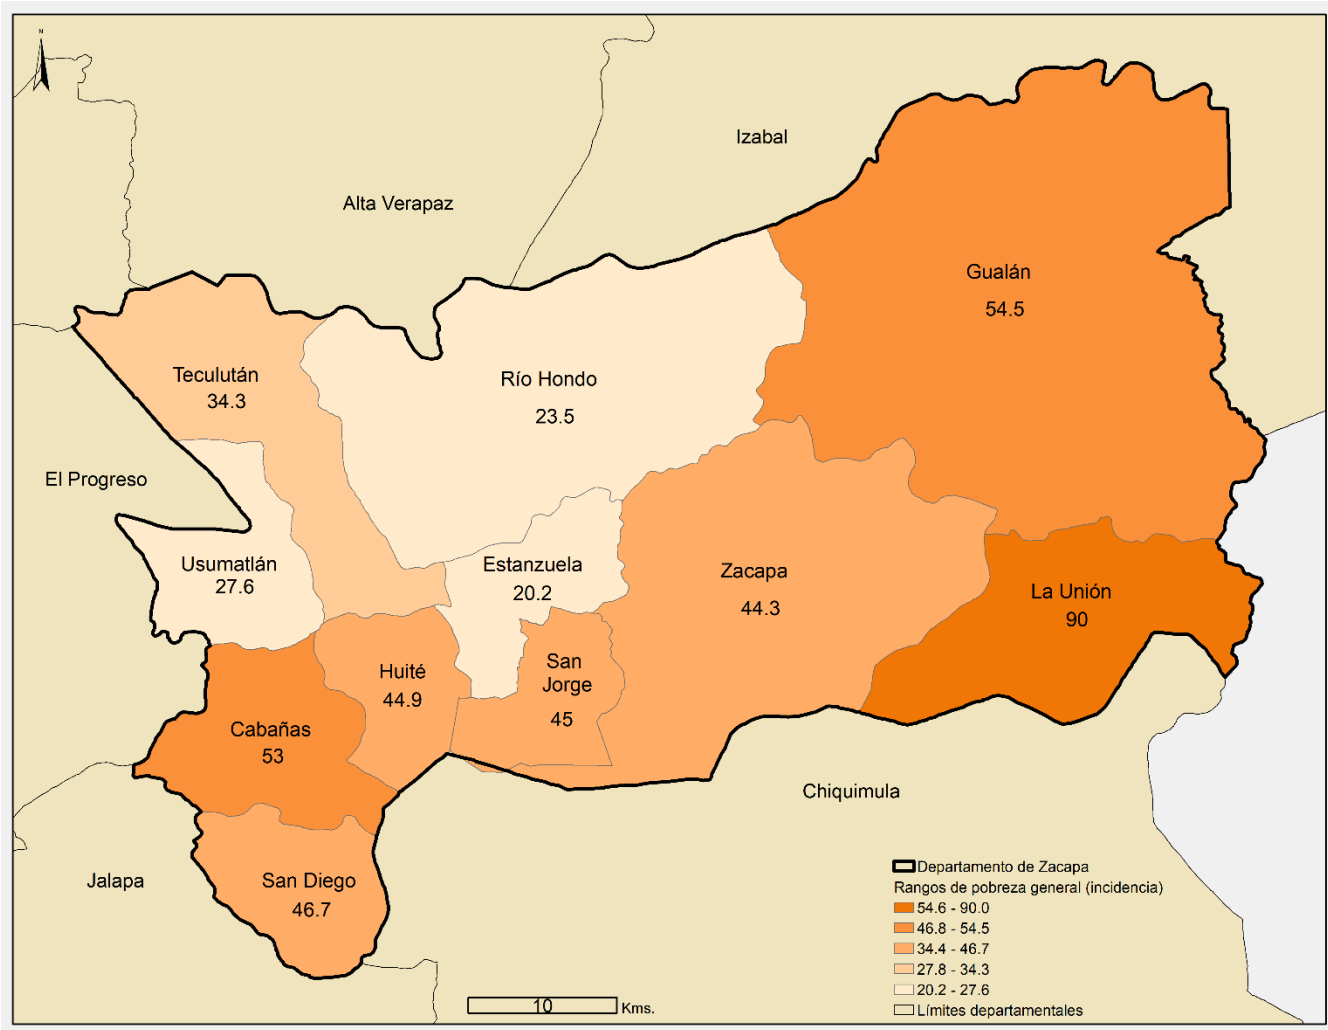 N
Izabal
Alta Verapaz
Gualán
54.5
Teculután
34.3
Río Hondo
23.5
El Progreso
Usumatlán
27.6
Estanzuela
20.2
Zacapa
44.3
La Unión
90
Huité
44.9
San
Jorge
45
Cabañas
53
Chiquimula
San Diego
46.7
Jalapa
Departamento de Zacapa
Rangos de pobreza general (incidencia)
54.6 - 90.0
46.8 - 54.5
34.4 - 46.7
27.8 - 34.3
20.2 - 27.6
Límites departamentales
10 Kms.